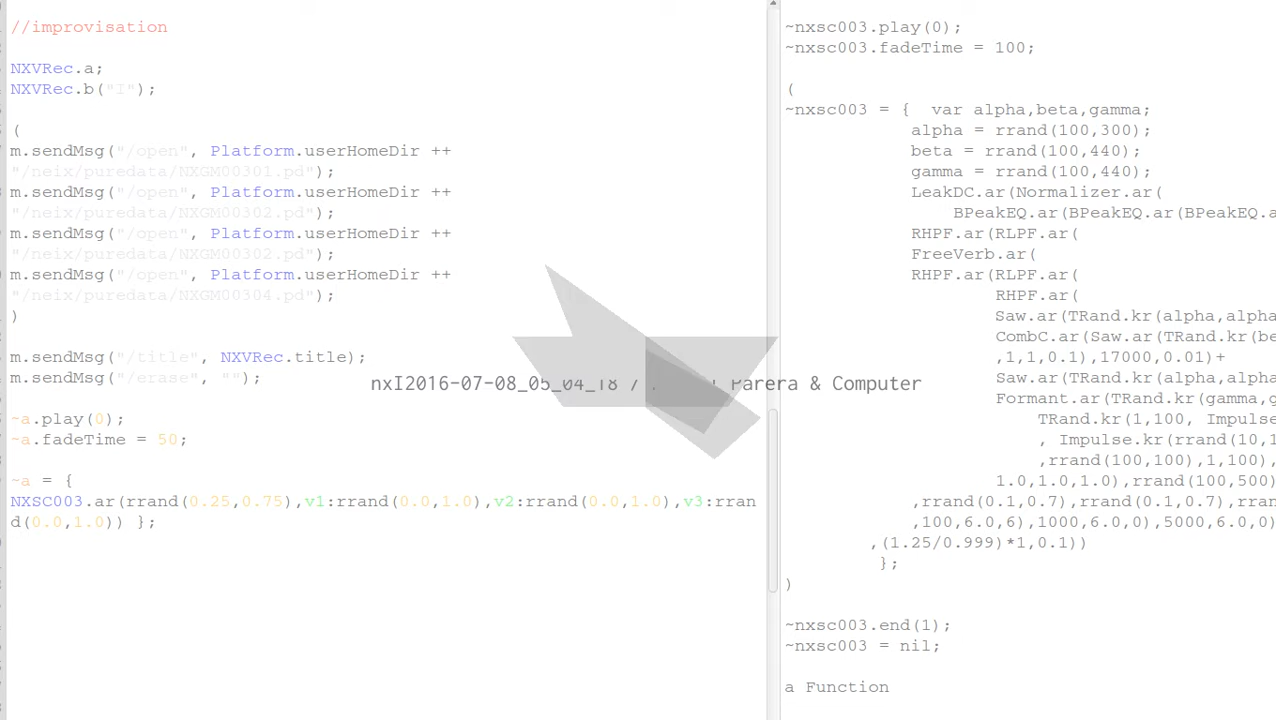 //improvisation
NXVRec.a;
NXVRec.b("I");
(
m.sendMsg("/open", Platform.userHomeDir ++
"/neix/puredata/NXGM00301.pd");
m.sendMsg("/open", Platform.userHomeDir ++
"/neix/puredata/NXGM00302.pd");
m.sendMsg("/open", Platform.userHomeDir ++
"/neix/puredata/NXGM00302.pd");
m.sendMsg("/open", Platform.userHomeDir ++
"/neix/puredata/NXGM00304.pd");
)
m.sendMsg("/title", NXVRec.title);
m.sendMsg("/erase", "");
~a.play(0);
~a.fadeTime = 50;
~a = {
NXSC003.ar(rrand(0.25,0.75),v1:rrand(0.0,1.0),v2:rrand(0.0,1.0),v3:rran
d(0.0,1.0)) };
nxI2016-07-08_05_04_18 / Parera & Computer
~nxsc003.play(0);
~nxsc003.fadeTime = 100;
(
~nxsc003 = {  var alpha,beta,gamma;
alpha = rrand(100,300);
beta = rrand(100,440);
gamma = rrand(100,440);
LeakDC.ar(Normalizer.ar(
BPeakEQ.ar(BPeakEQ.ar(BPeakEQ.a
RHPF.ar(RLPF.ar(
FreeVerb.ar(
RHPF.ar(RLPF.ar(
RHPF.ar(
Saw.ar(TRand.kr(alpha,alpha
CombC.ar(Saw.ar(TRand.kr(be
,1,1,0.1),17000,0.01)+
Saw.ar(TRand.kr(alpha,alpha
Formant.ar(TRand.kr(gamma,g
TRand.kr(1,100, Impulse
, Impulse.kr(rrand(10,1
,rrand(100,100),1,100),
1.0,1.0,1.0),rrand(100,500)
,rrand(0.1,0.7),rrand(0.1,0.7),rran
,100,6.0,6),1000,6.0,0),5000,6.0,0)
,(1.25/0.999)*1,0.1))
};
)
~nxsc003.end(1);
~nxsc003 = nil;
a Function